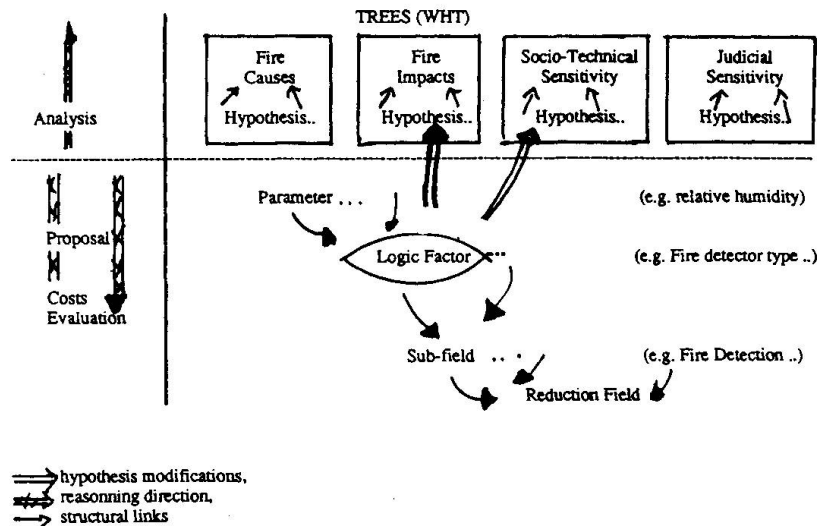 TREES (WHT)
Fire
Causes
Hypothesis..
Fire
Impacts
Hypothesis..
Socio-Technical
Sensitivity
Hypothesis..
Judicial
Sensitivity
Hypothesis..
Analysis
Parameter . . .
(e.g. relative humidity)
Proposal
Logic Factor
(e.g. Fire detector type ..)
Costs
Evaluation
Sub-field . . .
(e.g. Fire Detection ..)
Reduction Field
hypothesis modifications,
reasonning direction,
structural links